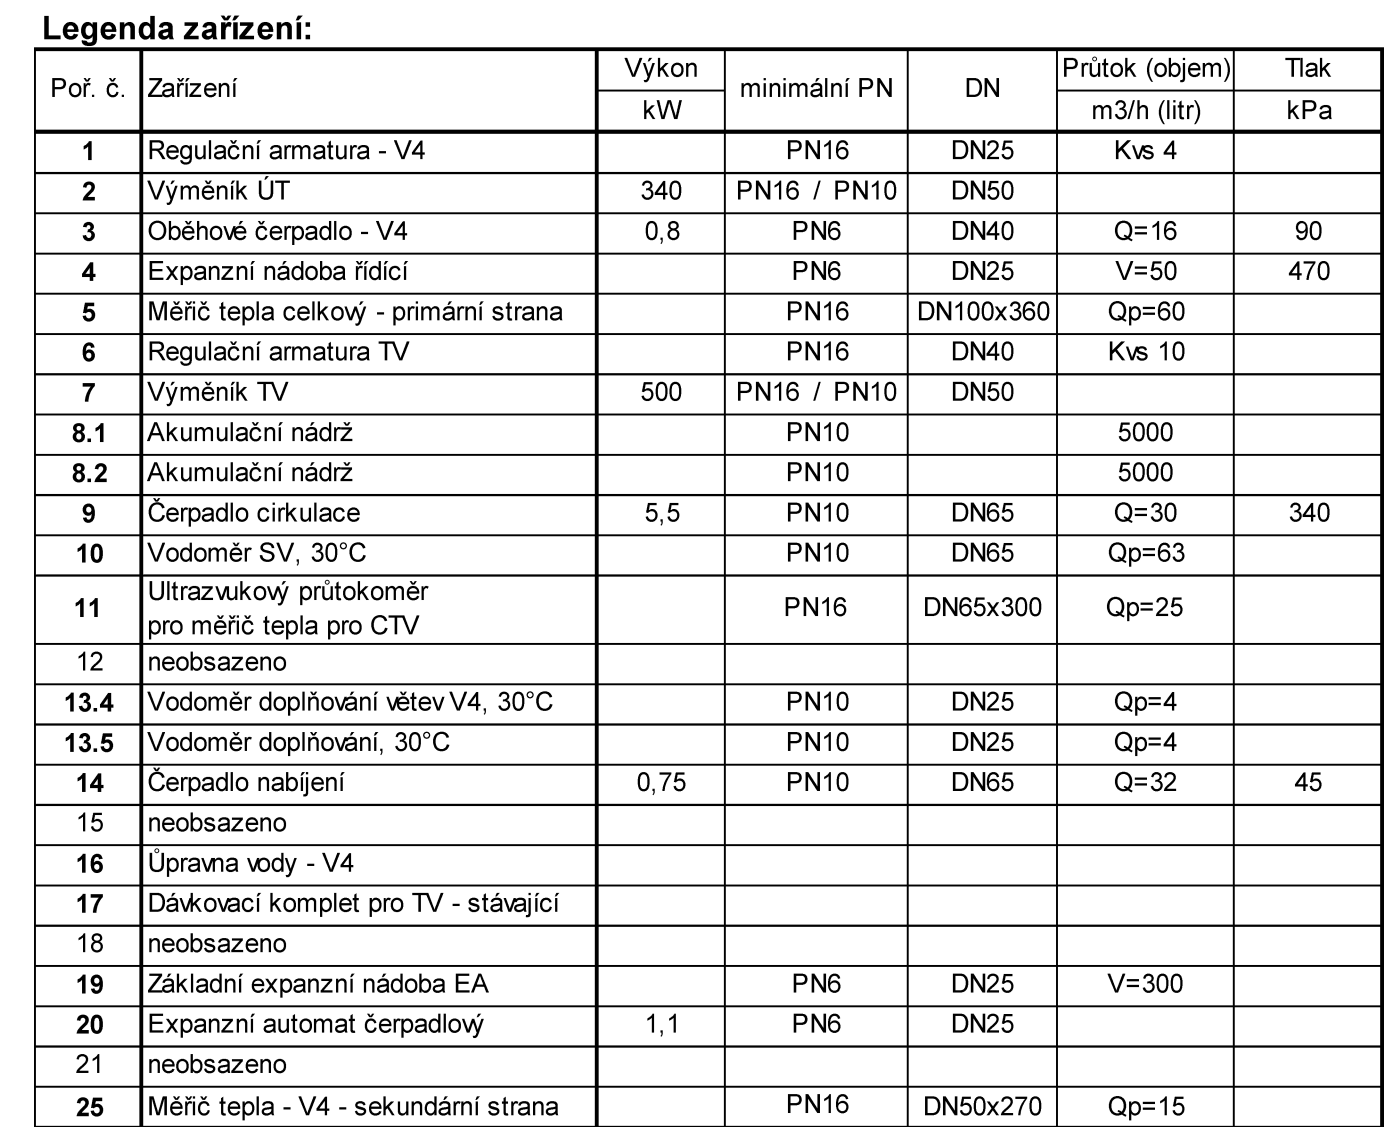 Legenda zařízení:
Poř. č. Zařízení Výkon minimální PN DN Průtok (objem) Tlak
kW m3/h (litr) kPa
1 Regulační armatura - V4 PN16 DN25 Kvs 4
2 Výměník ÚT 340 PN16 / PN10 DN50
3 Oběhové čerpadlo - V4 0,8 PN6 DN40 Q=16 90
4 Expanzní nádoba řídící PN6 DN25 V=50 470
5 Měřič tepla celkový - primární strana PN16 DN100x360 Qp=60
6 Regulační armatura TV PN16 DN40 Kvs 10
7 Výměník TV 500 PN16 / PN10 DN50
8.1 Akumulační nádrž PN10 5000
8.2 Akumulační nádrž PN10 5000
9 Čerpadlo cirkulace 5,5 PN10 DN65 Q=30 340
10 Vodoměr SV, 30°C PN10 DN65 Qp=63
11 Ultrazvukový průtokoměr PN16 DN65x300 Qp=25
pro měřič tepla pro CTV
12 neobsazeno
13.4 Vodoměr doplňování větev V4, 30°C PN10 DN25 Qp=4
13.5 Vodoměr doplňování, 30°C PN10 DN25 Qp=4
14 Čerpadlo nabíjení 0,75 PN10 DN65 Q=32 45
15 neobsazeno
16 Ůpravna vody - V4
17 Dávkovací komplet pro TV - stávající
18 neobsazeno
19 Základní expanzní nádoba EA PN6 DN25 V=300
20 Expanzní automat čerpadlový 1,1 PN6 DN25
21 neobsazeno
25 Měřič tepla - V4 - sekundární strana PN16 DN50x270 Qp=15